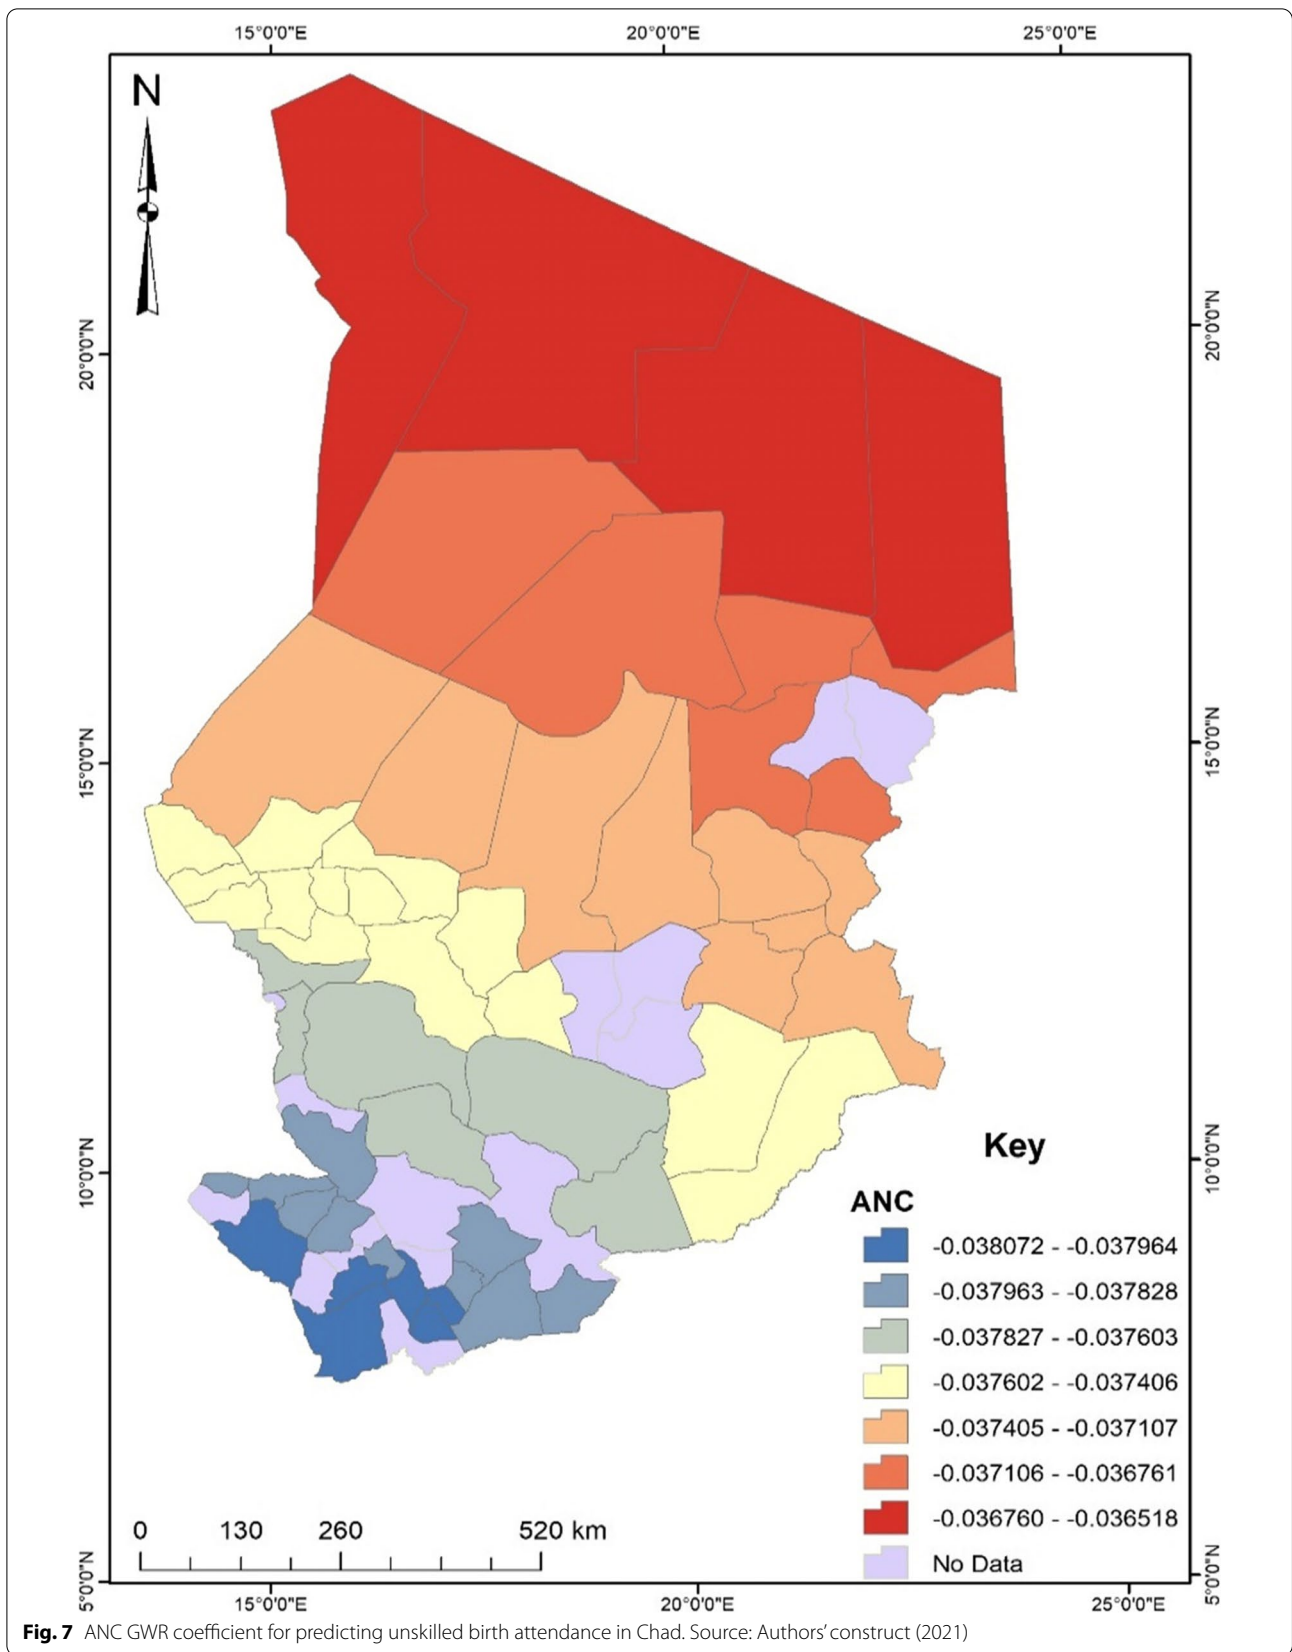 15°0'0"E 20°0'0"E 25°0'0"E
N
20°0'0"N 20°0'0"N
15°0'0"N 15°0'0"N
10°0'0"N 10°0'0"N
Key
ANC
-0.038072 - -0.037964
-0.037963 - -0.037828
-0.037827 - -0.037603
-0.037602 - -0.037406
-0.037405 - -0.037107
-0.037106 - -0.036761
-0.036760 - -0.036518
No Data
0 130 260 520 km
5°0'0"N 5°0'0"N
15°0'0"E 20°0'0"E 25°0'0"E
Fig. 7 ANC GWR coefficient for predicting unskilled birth attendance in Chad. Source: Authors’ construct (2021)